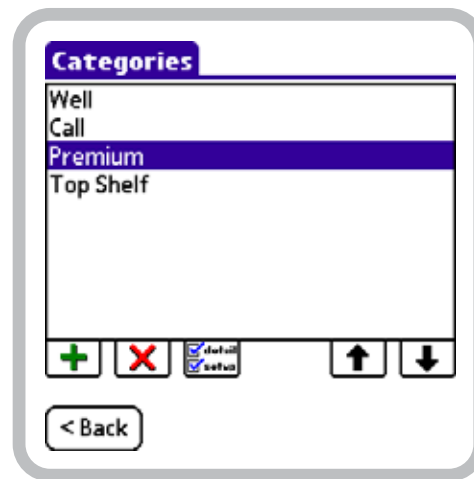 Categories
Well
Call
Premium
Top Shelf
detail
setup
< Back